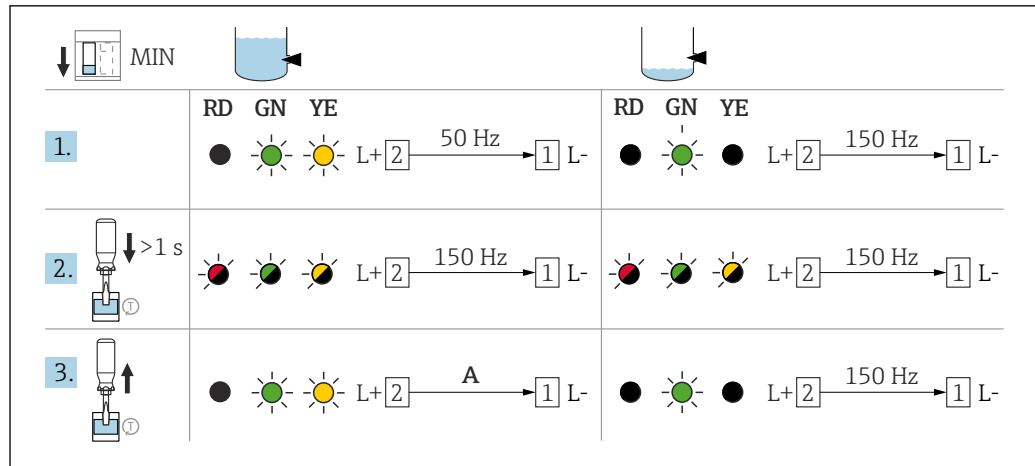 MIN
RD GN YE RD GN YE
1. L+ 2 50 Hz 1 L- L+ 2 150 Hz 1 L-
2. >1 s T L+ 2 150 Hz 1 L- L+ 2 150 Hz 1 L-
3. T L+ 2 A 1 L- L+ 2 150 Hz 1 L-